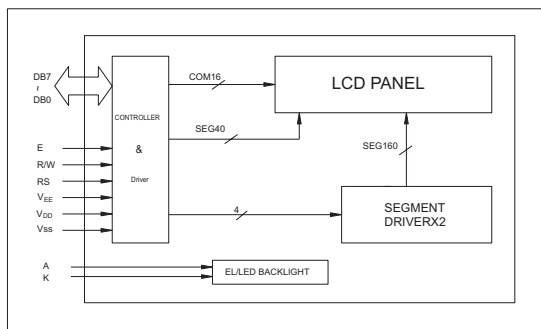 DB7
~
DB0
E
R/W
RS
VEE
VDD
Vss
A
K
CONTROLLER
&
Driver
COM16
SEG40
4
LCD PANEL
SEG160
SEGMENT
DRIVERX2
EL/LED BACKLIGHT